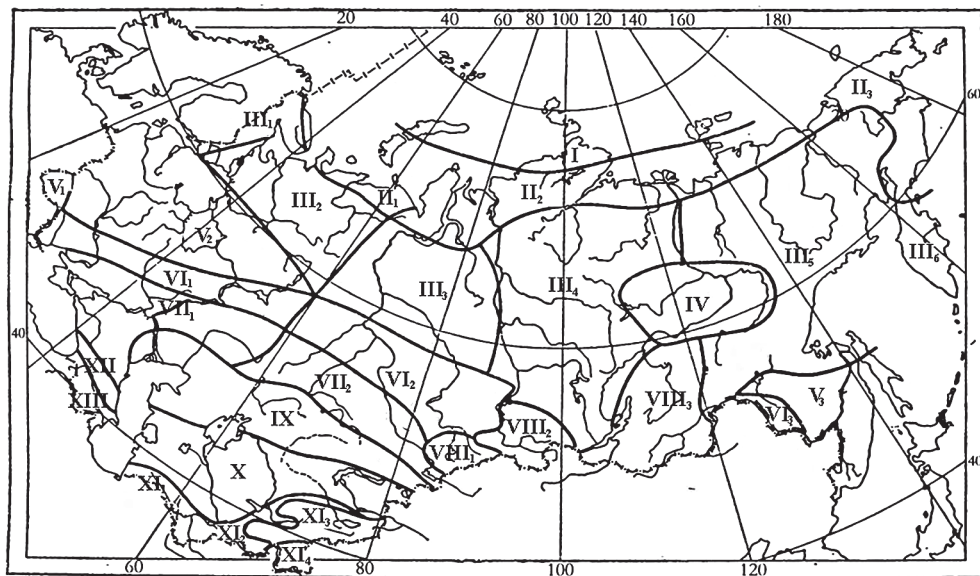 20 40 60 80 100 120 140 160 180
II₃
60
III₁
I
V₁
III₂
II₁
II₂
V₂
III₅
III₆
VI₁
III₃
III₄
IV
VII₁
40
XII
VII₂
VI₂
XIII
VIII₃
V₃
IX
VIII₂
VI₃
VIII₁
X
40
XI₁
XI₃
XI₂
XI₄
60 80 100 120